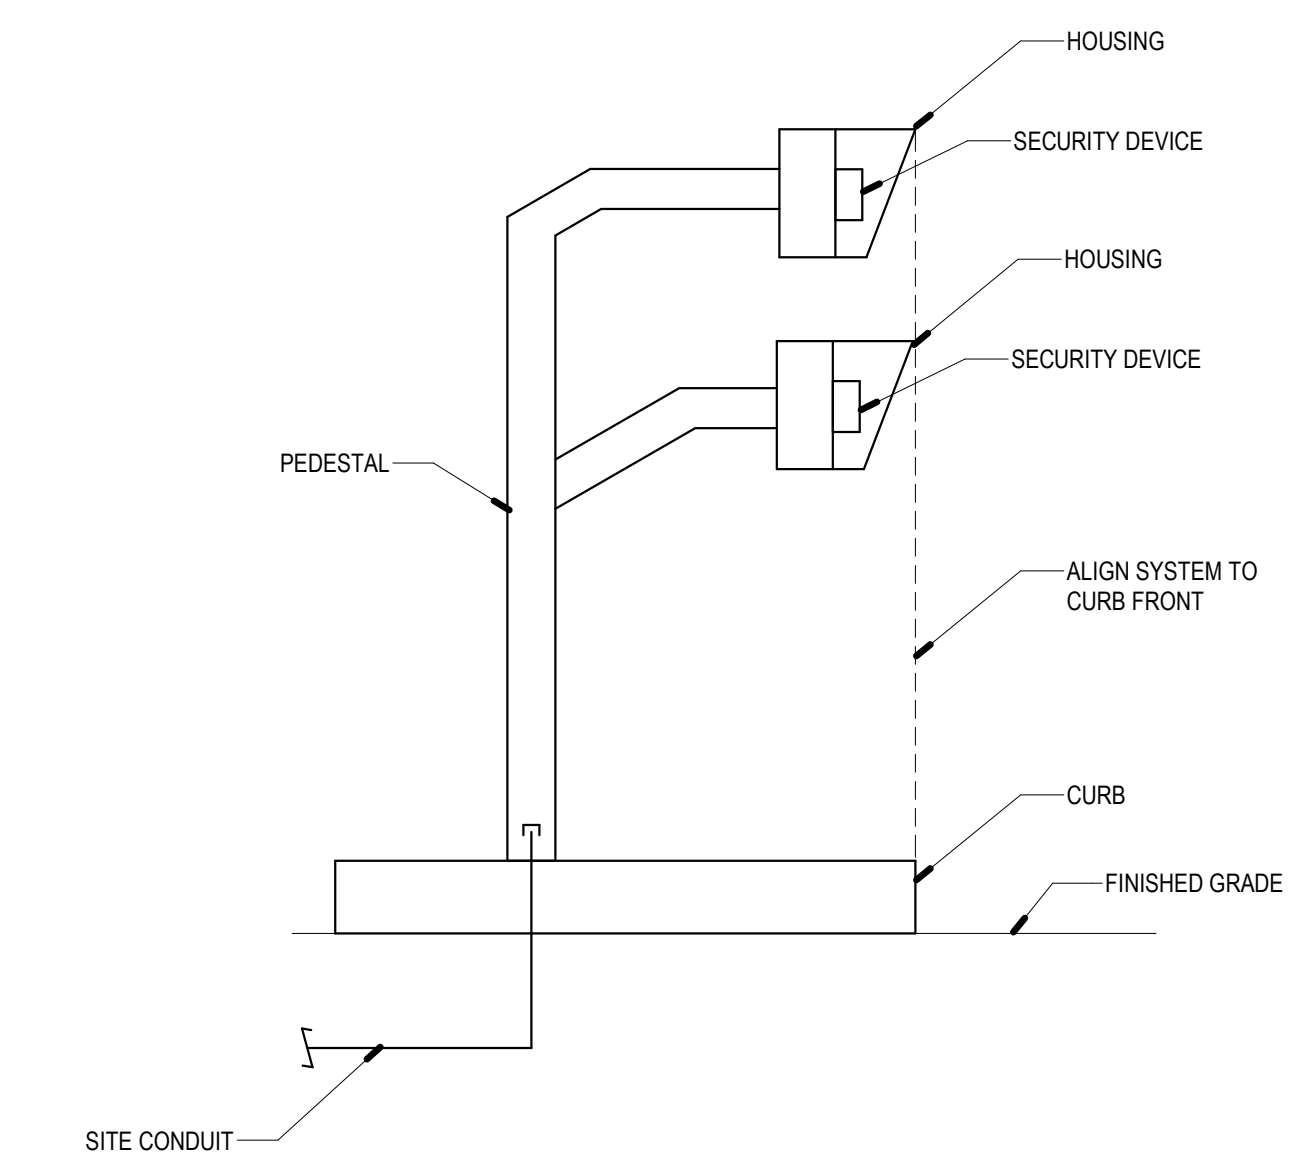 HOUSING
SECURITY DEVICE
HOUSING
SECURITY DEVICE
PEDESTAL
ALIGN SYSTEM TO
CURB FRONT
CURB
FINISHED GRADE
SITE CONDUIT